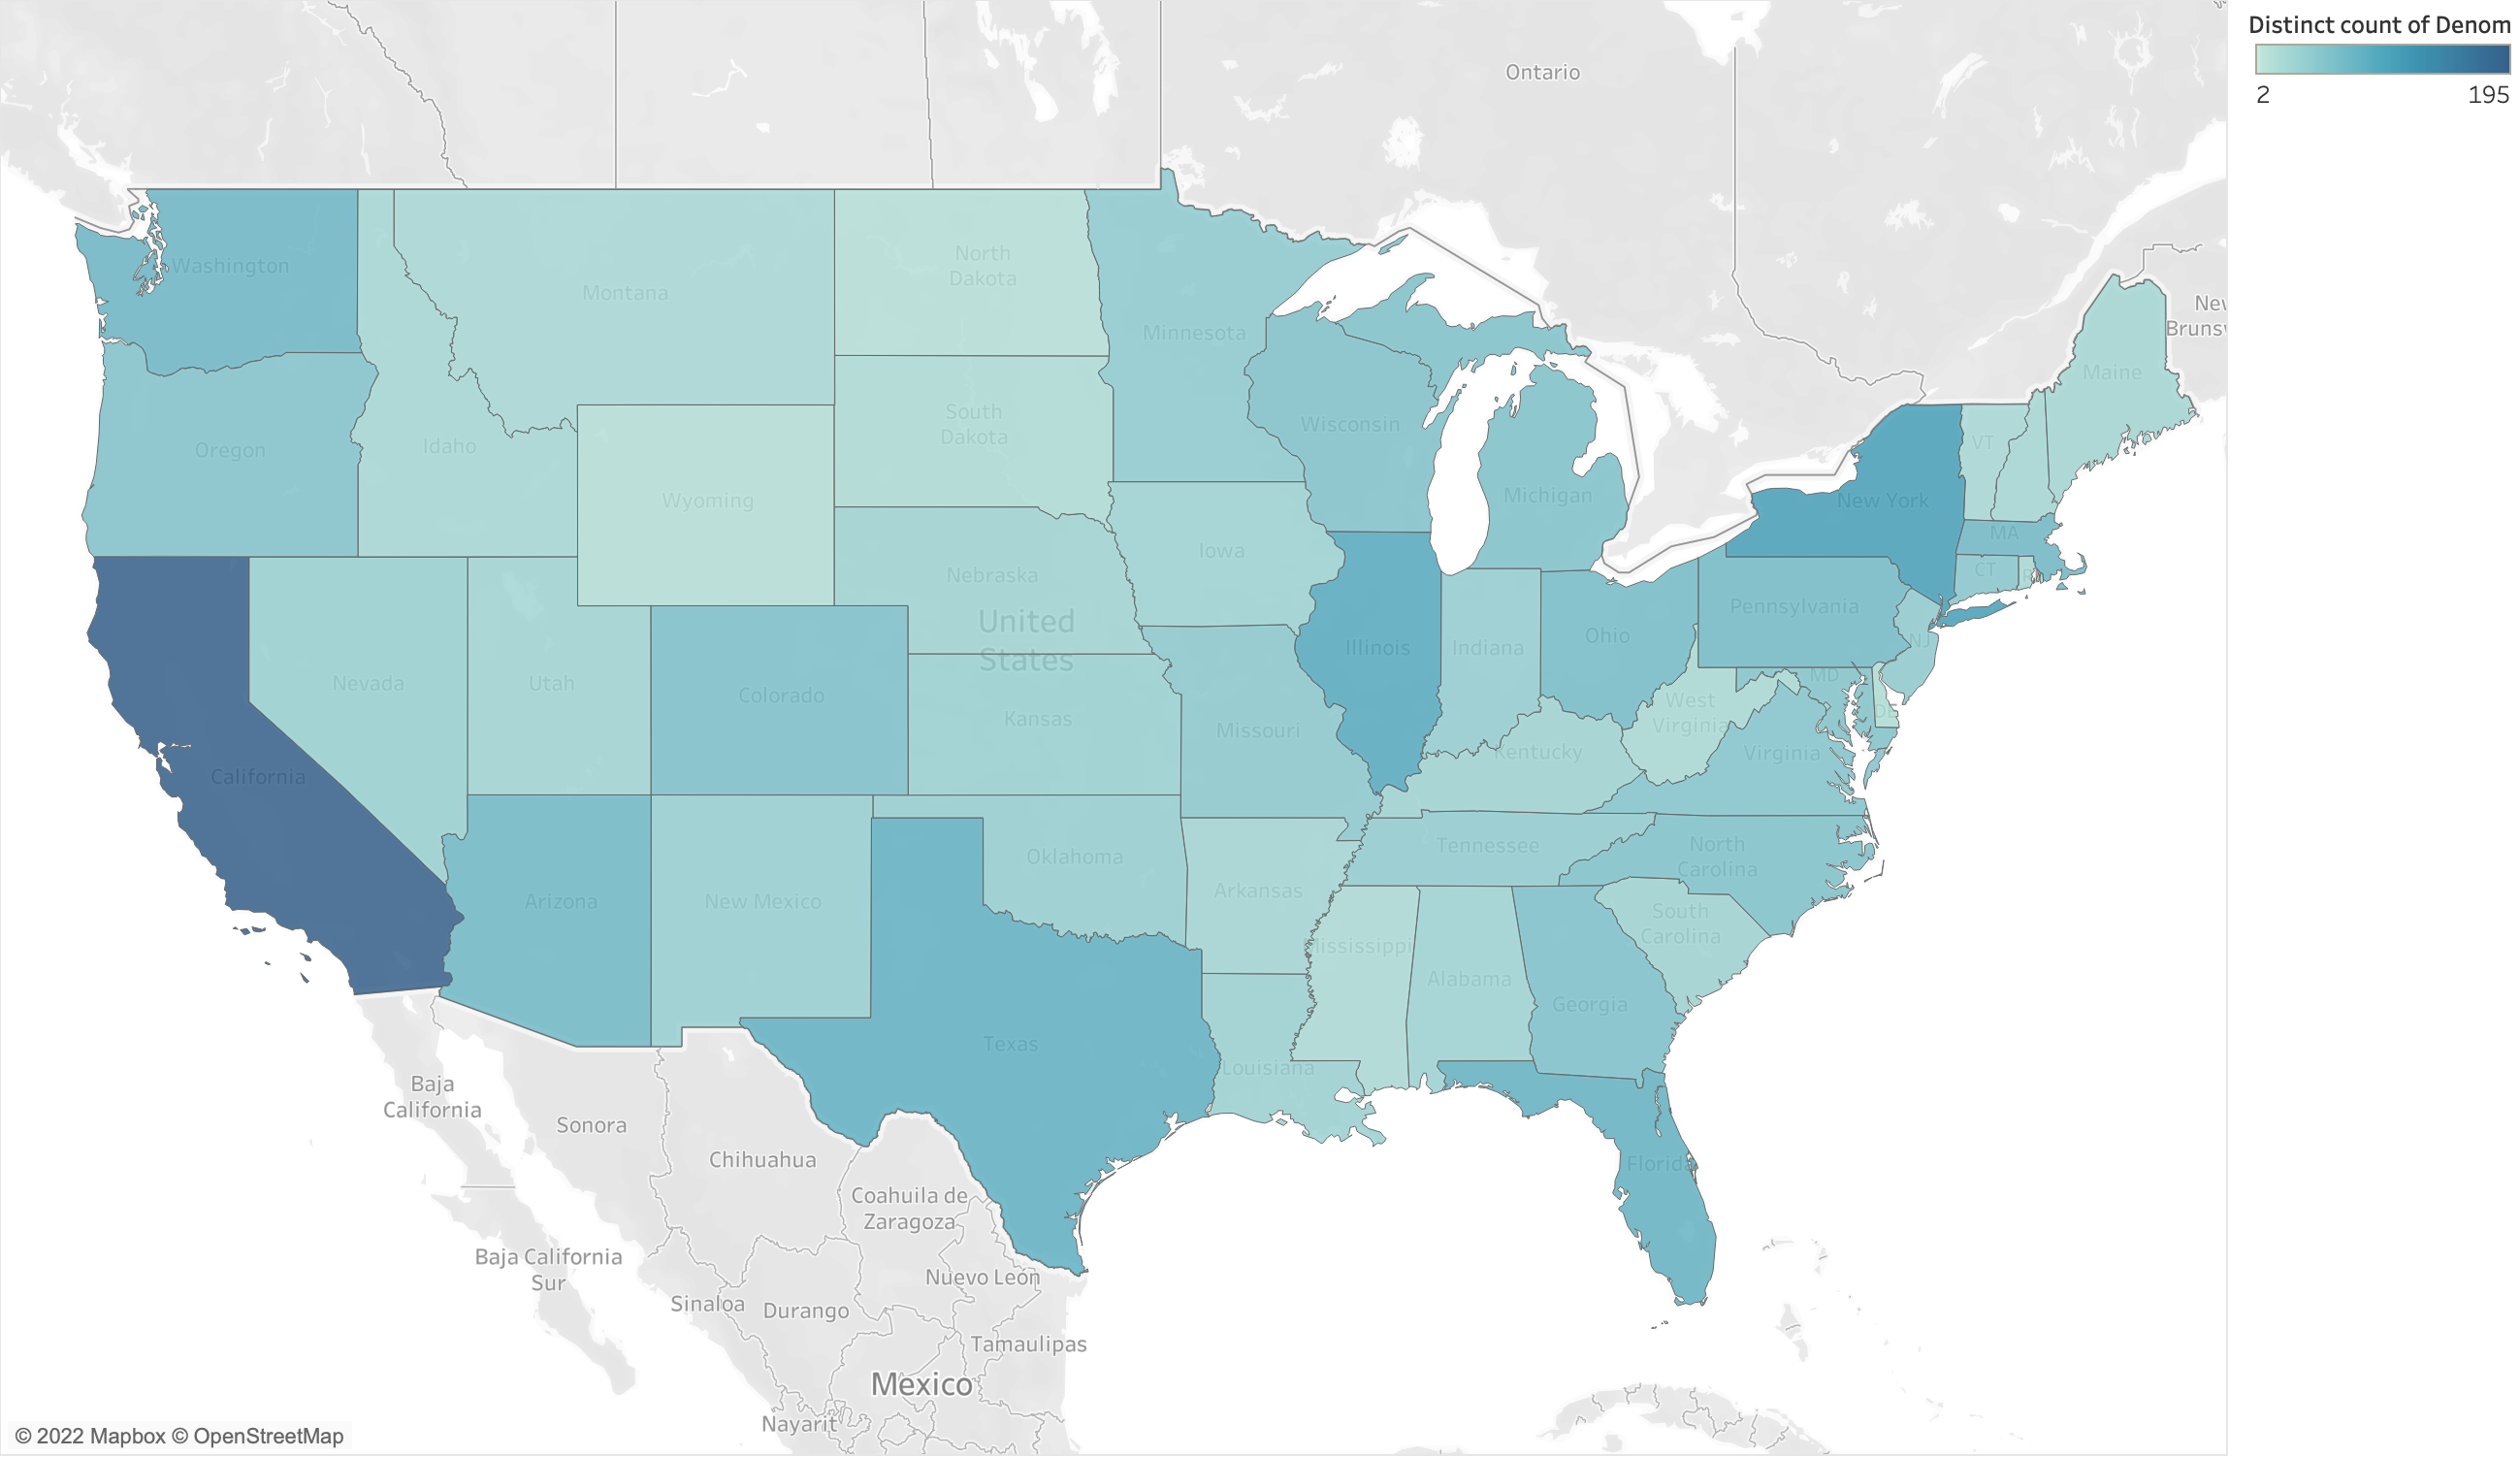 Distinct count of Denom
2
195
Ontario
North
Dakota
Washington
Montana
New
Brunsw
Minnesota
Maine
South
Dakota
Wisconsin
Idaho
VT
Oregon
Michigan
Wyoming
New York
MA
Iowa
CT
Nebraska
Pennsylvania
United
States
Ohio
NJ
Illinois
Indiana
MD
Nevada
Utah
Colorado
West
Virginia
DE
Kansas
Missouri
Kentucky
Virginia
California
Tennessee
North
Carolina
Oklahoma
Arkansas
Arizona
New Mexico
South
Carolina
Mississippi
Alabama
Georgia
Texas
Louisiana
Baja
California
Sonora
Chihuahua
Florida
Coahuila de
Zaragoza
Baja California
Sur
Nuevo Leon
Sinaloa
Durango
Tamaulipas
Mexico
Nayarit
© 2022 Mapbox © OpenStreetMap